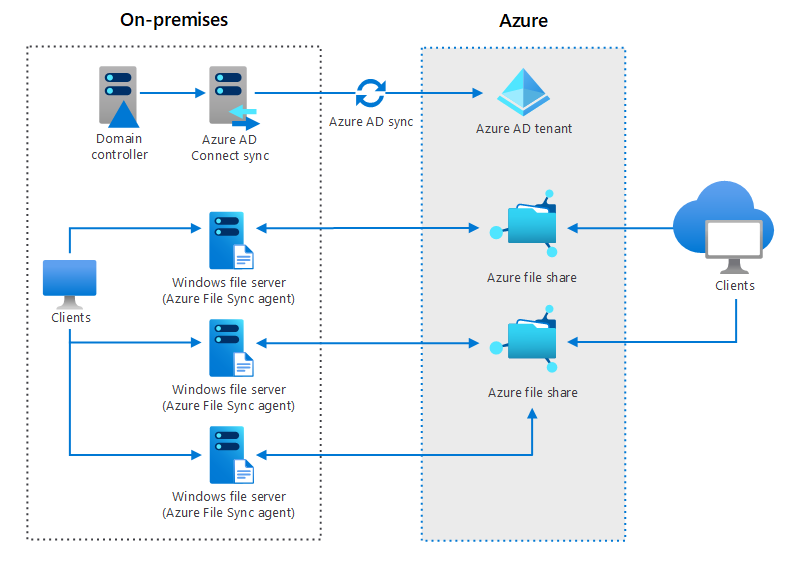 On-premises
Azure
Domain
controller
Azure AD
Connect sync
Azure AD sync
Azure AD tenant
Windows file server
(Azure File Sync agent)
Azure file share
Clients
Clients
Windows file server
(Azure File Sync agent)
Azure file share
Windows file server
(Azure File Sync agent)